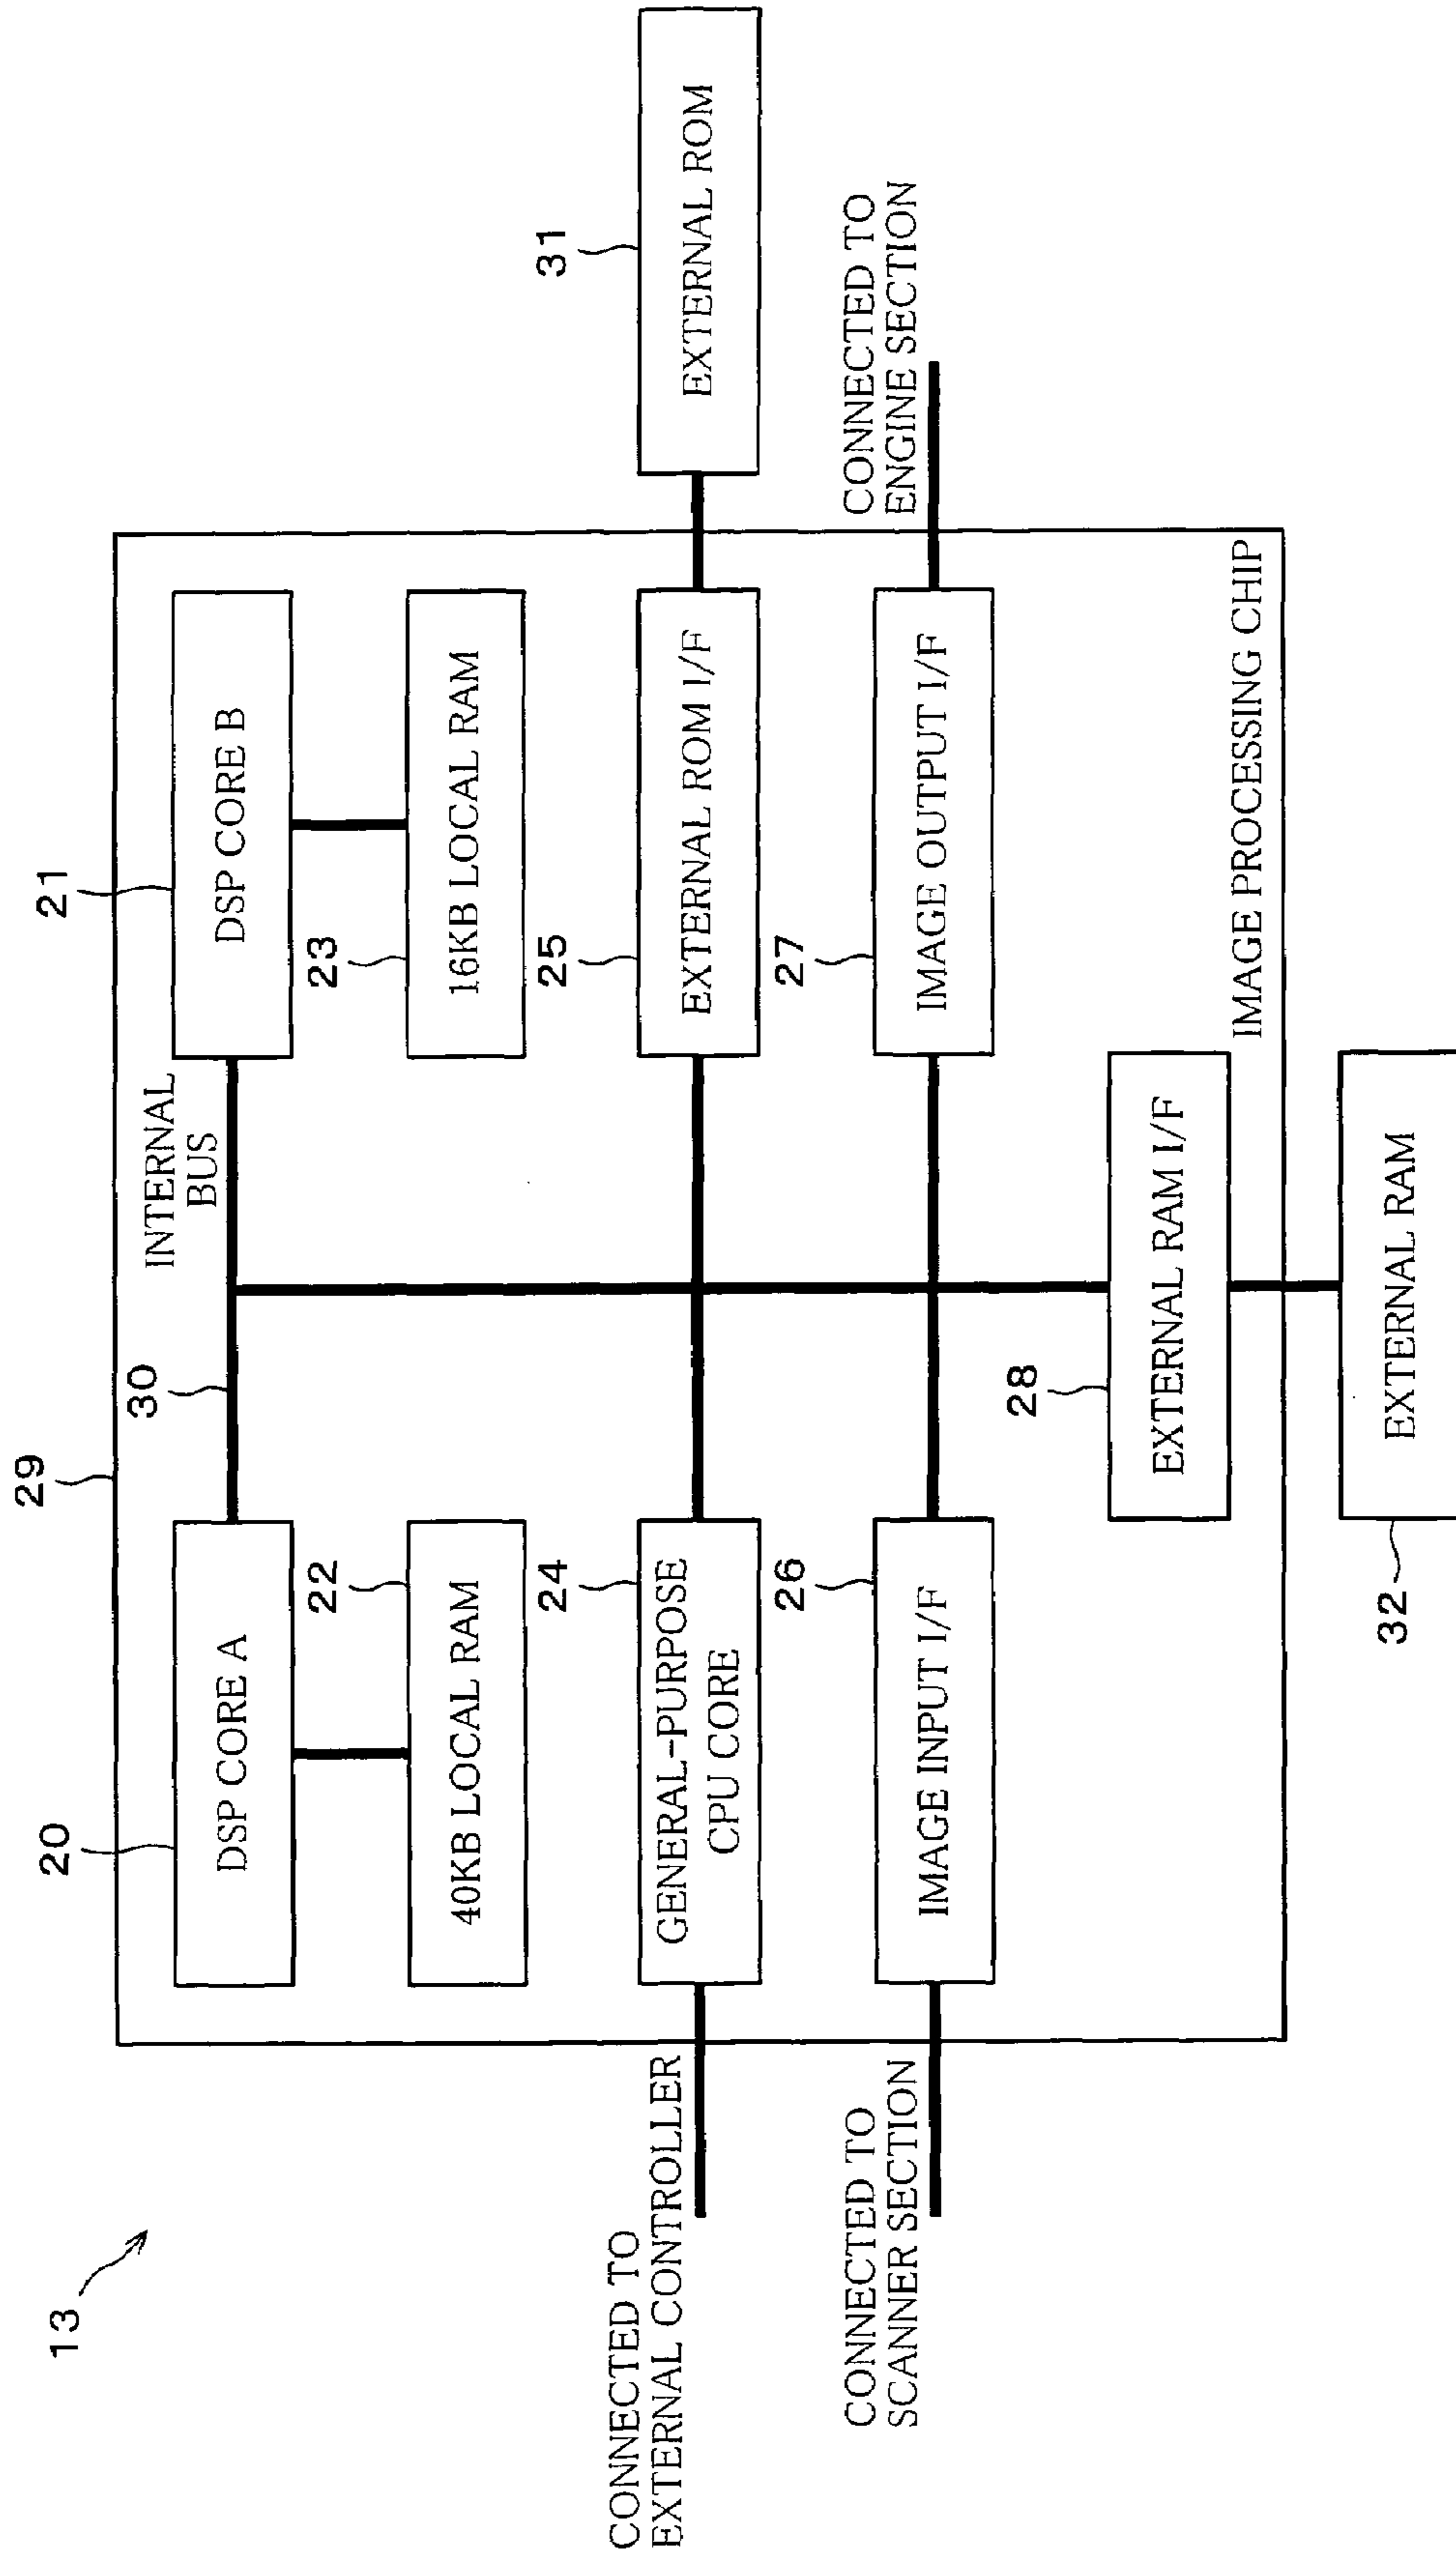 13
29
20
DSP CORE A
30
INTERNAL
BUS
21
DSP CORE B
22
40KB LOCAL RAM
23
16KB LOCAL RAM
CONNECTED TO
EXTERNAL CONTROLLER
24
GENERAL-PURPOSE
CPU CORE
25
EXTERNAL ROM I/F
31
EXTERNAL ROM
CONNECTED TO
SCANNER SECTION
26
IMAGE INPUT I/F
27
IMAGE OUTPUT I/F
CONNECTED TO
ENGINE SECTION
28
EXTERNAL RAM I/F
IMAGE PROCESSING CHIP
32
EXTERNAL RAM